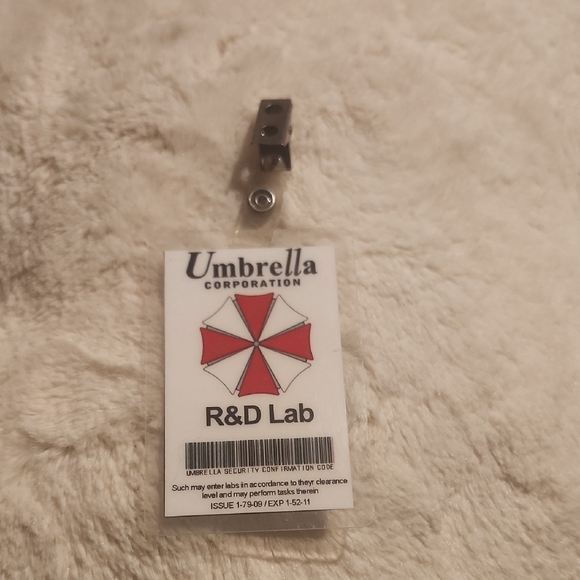 Umbrella
CORPORATION
R&D Lab
UMBRELLA SECURITY CONFIRMATION CODE
Such may enter labs iin accordance to theyr clearance
level and may perform tasks therein
ISSUE 1-79-09 / EXP 1-52-11